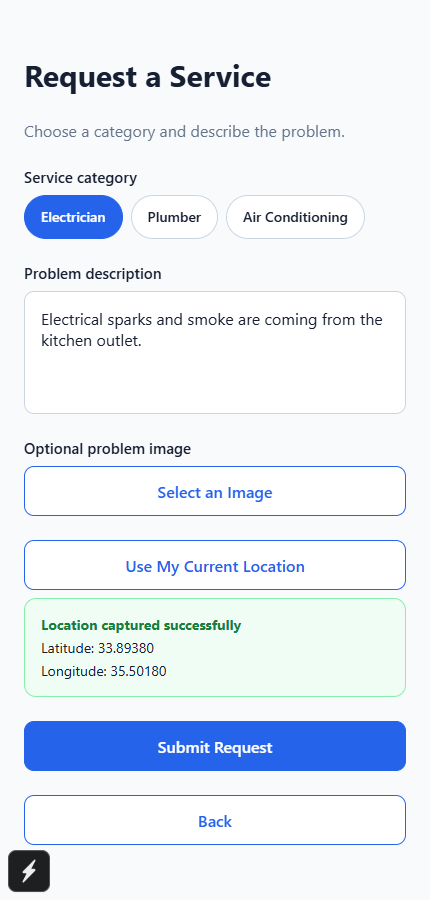 Request a Service
Choose a category and describe the problem.
Service category
Electrician
Plumber
Air Conditioning
Problem description
Electrical sparks and smoke are coming from the
kitchen outlet.
Optional problem image
Select an Image
Use My Current Location
Location captured successfully
Latitude: 33.89380
Longitude: 35.50180
Submit Request
Back